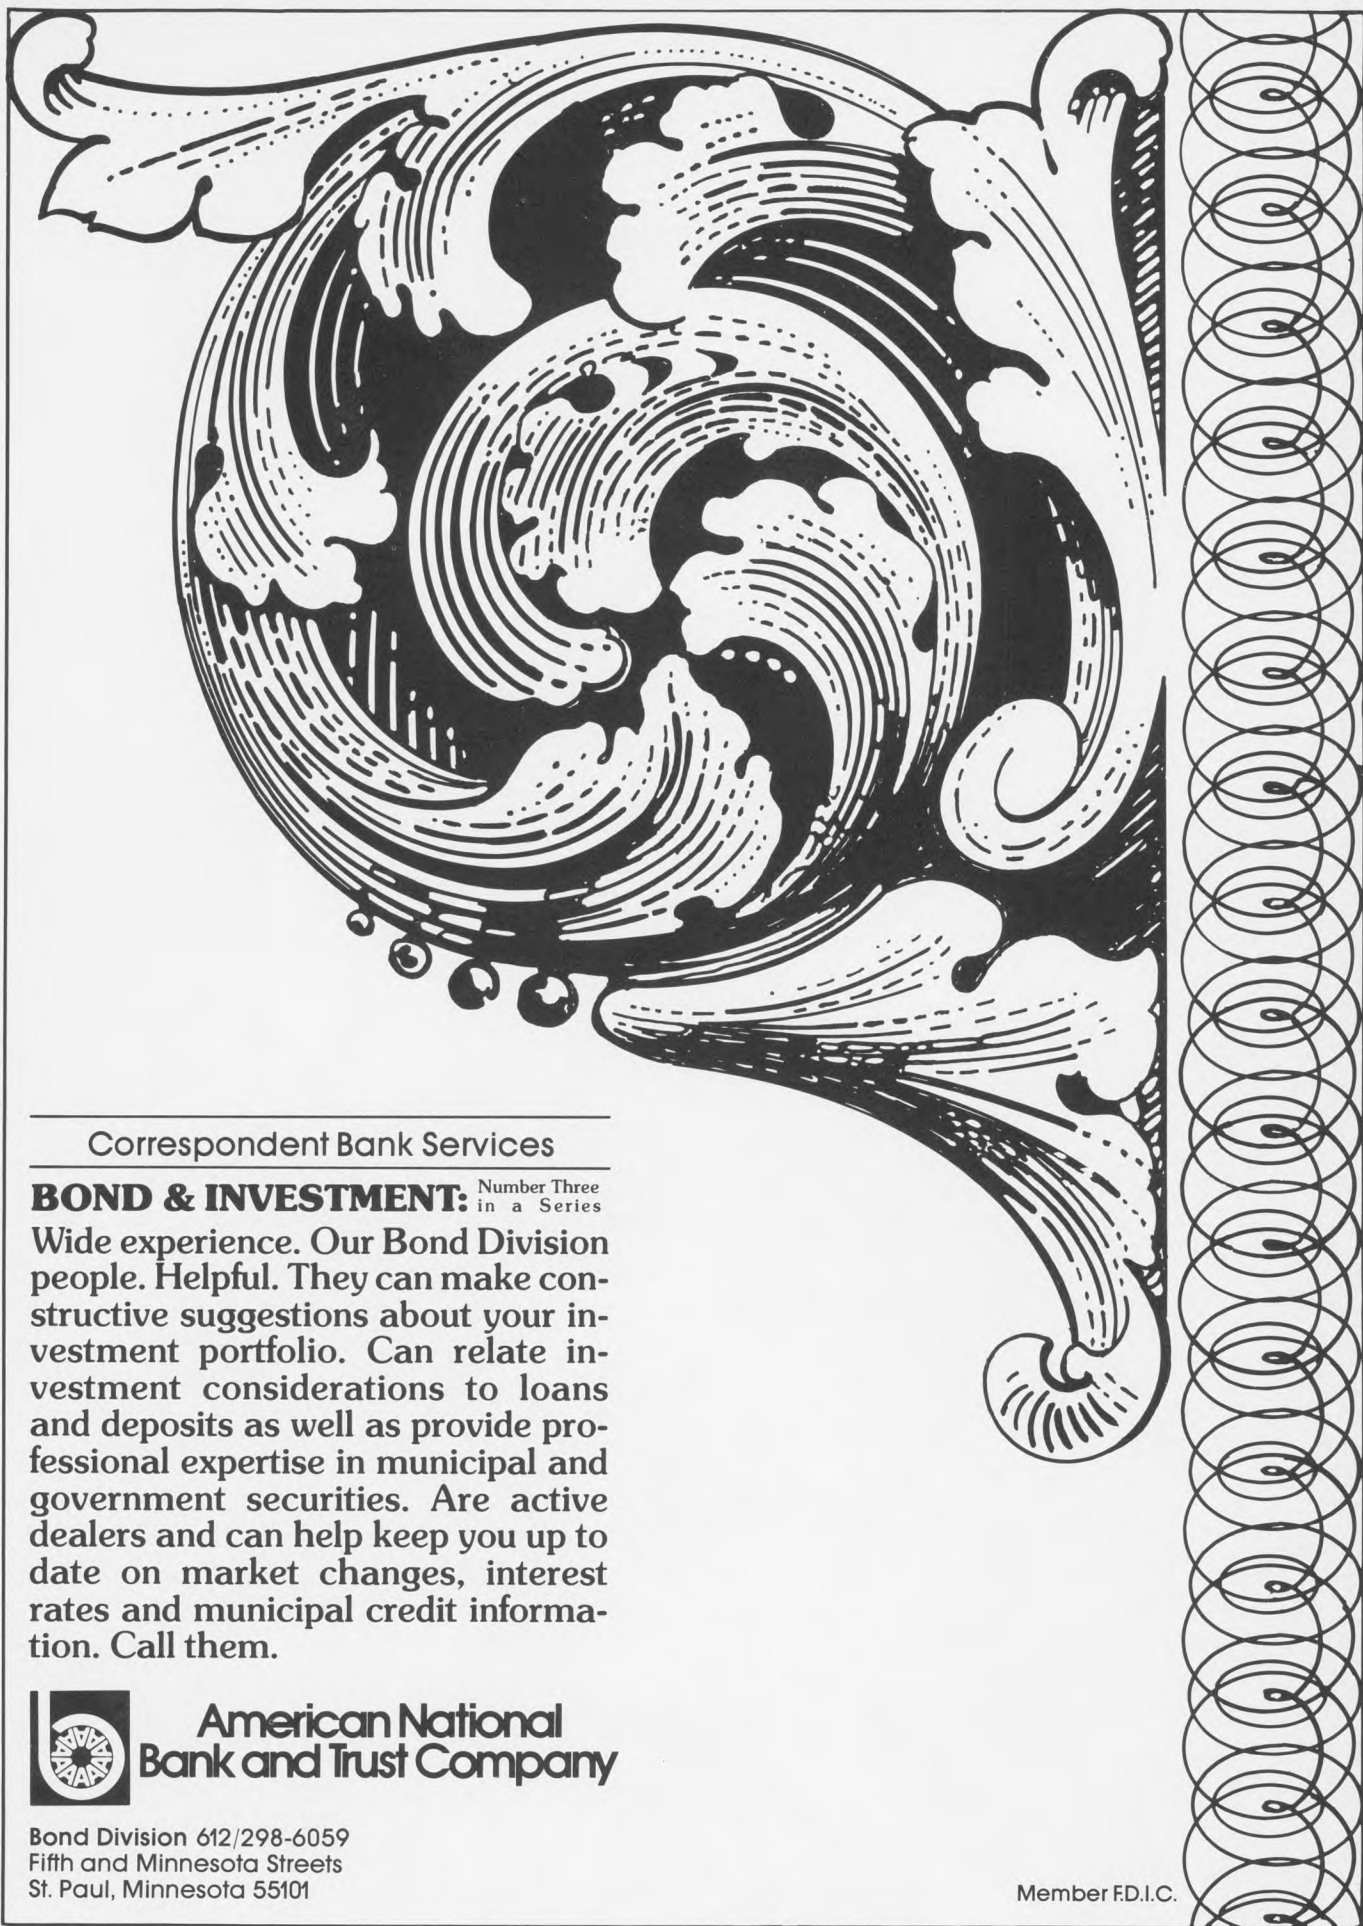 Correspondent Bank Services
BOND & INVESTMENT: Number Three in a Series
Wide experience. Our Bond Division
people. Helpful. They can make con-
structive suggestions about your in-
vestment portfolio. Can relate in-
vestment considerations to loans
and deposits as well as provide pro-
fessional expertise in municipal and
government securities. Are active
dealers and can help keep you up to
date on market changes, interest
rates and municipal credit informa-
tion. Call them.
American National
Bank and Trust Company
Bond Division 612/298-6059
Fifth and Minnesota Streets
St. Paul, Minnesota 55101
Member F.D.I.C.